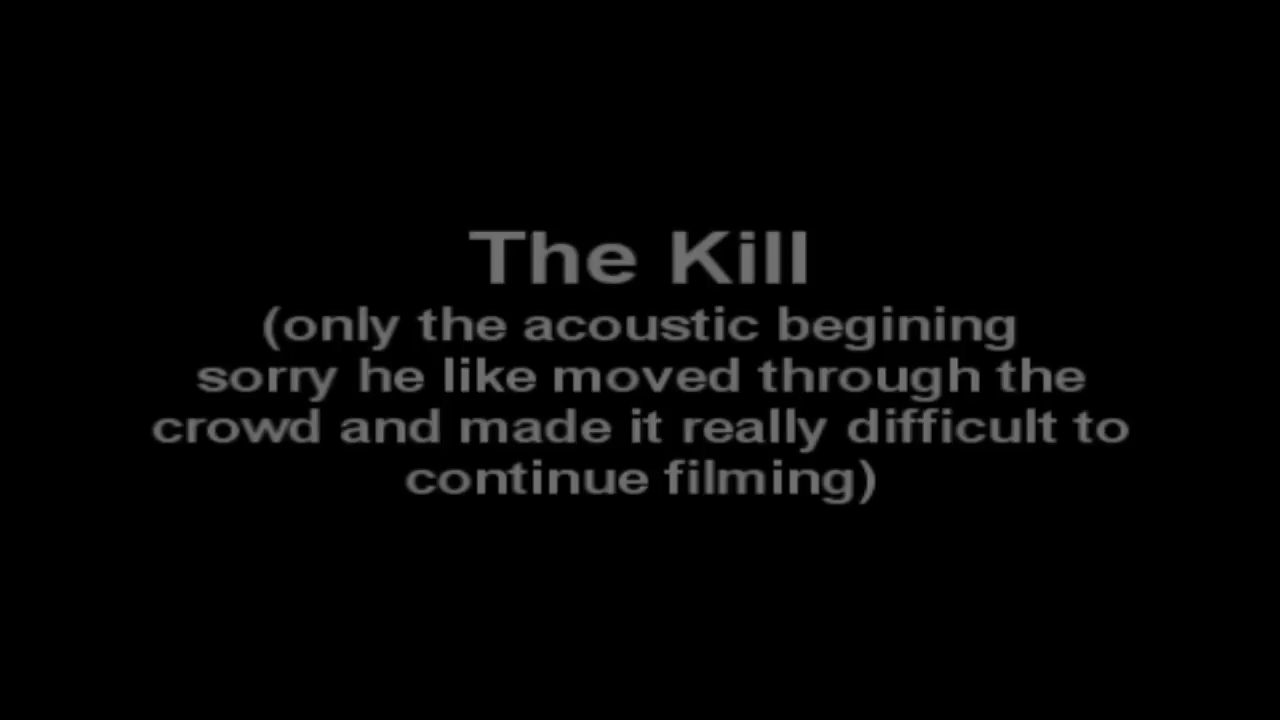 The Kill
(only the acoustic begining
sorry he like moved through the
crowd and made it really difficult to
continue filming)